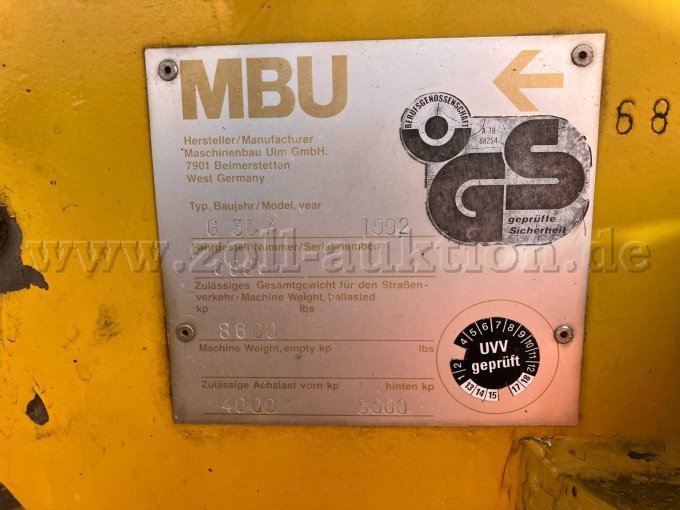 MBU
Hersteller/Manufacturer
Maschinenbau Ulm GmbH.
7901 Beimerstetten
West Germany
BERUFSGENOSSENSCHAFT
GS
geprüfte
Sicherheit
68
Typ, Baujahr/Model, year
G.50A 1992
Fahrgestell Nummer/Serial number
www.zoll-auktion.de
Zulässiges Gesamtgewicht für den Straßen-
verkehr/Machine Weight, ballasted
kp lbs
8600
Machine Weight, empty kp lbs
Zulässige Achslast vorn kp hinten kp
4000 5000
UVV
geprüft
1 2 4 5 6 7 8 9 10 11 12
13 14 15 17 18